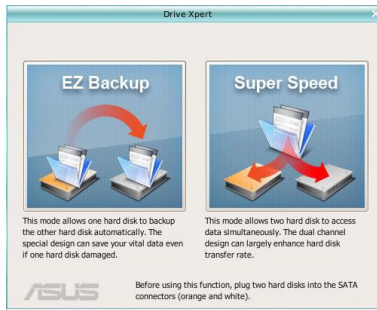 Drive Xpert
EZ Backup
Super Speed
This mode allows one hard disk to backup
the other hard disk automatically. The
special design can save your vital data even
if one hard disk damaged.
This mode allows two hard disk to access
data simultaneously. The dual channel
design can largely enhance hard disk
transfer rate.
ASUS
Before using this function, plug two hard disks into the SATA
connectors (orange and white).